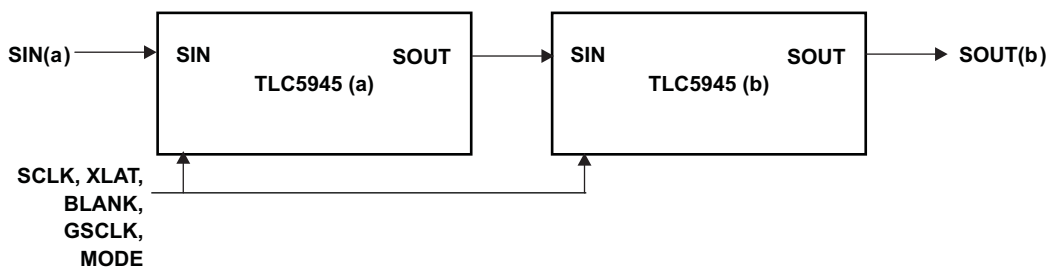 SIN(a)
SIN
SOUT
TLC5945 (a)
SIN
SOUT
TLC5945 (b)
SOUT(b)
SCLK, XLAT,
BLANK,
GSCLK,
MODE